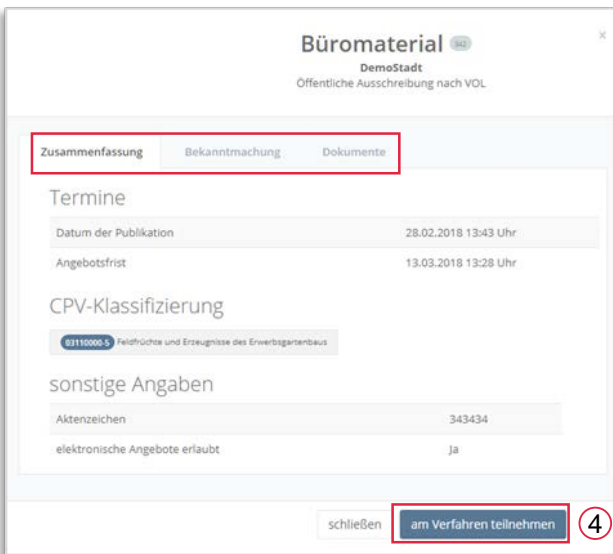 Büromaterial 342
×
DemoStadt
Öffentliche Ausschreibung nach VOL
Zusammenfassung Bekanntmachung Dokumente
Termine
Datum der Publikation 28.02.2018 13:43 Uhr
Angebotsfrist 13.03.2018 13:28 Uhr
CPV-Klassifizierung
03110000-5 Feldfrüchte und Erzeugnisse des Erwerbsgartenbaus
sonstige Angaben
Aktenzeichen 343434
elektronische Angebote erlaubt Ja
schließen am Verfahren teilnehmen 4